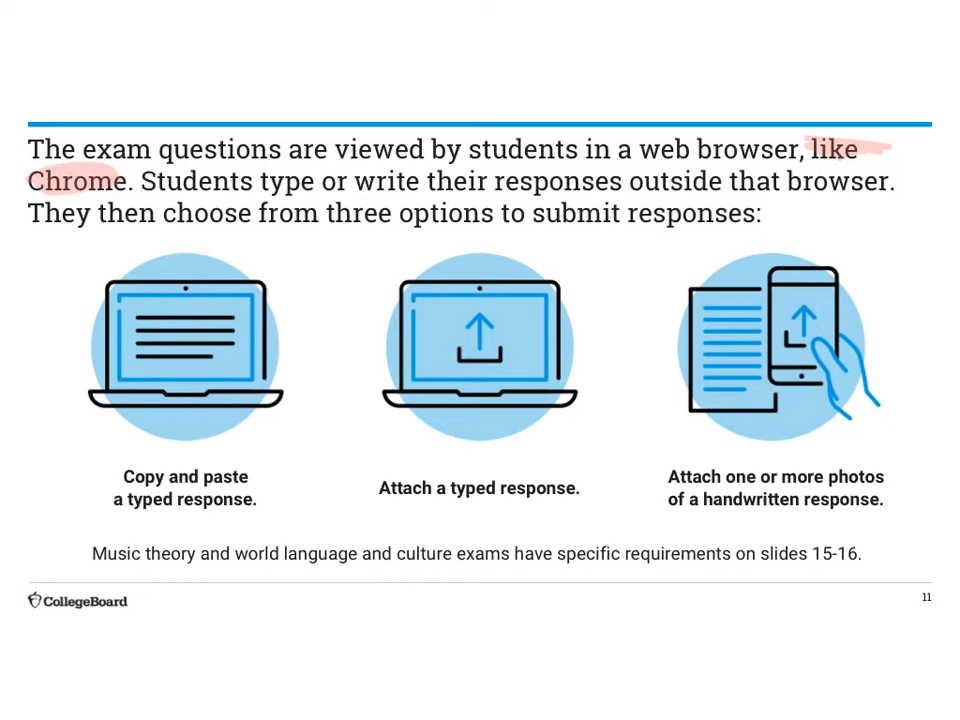 The exam questions are viewed by students in a web browser, like
Chrome. Students type or write their responses outside that browser.
They then choose from three options to submit responses:
Copy and paste
a typed response.
Attach a typed response.
Attach one or more photos
of a handwritten response.
Music theory and world language and culture exams have specific requirements on slides 15-16.
CollegeBoard
11